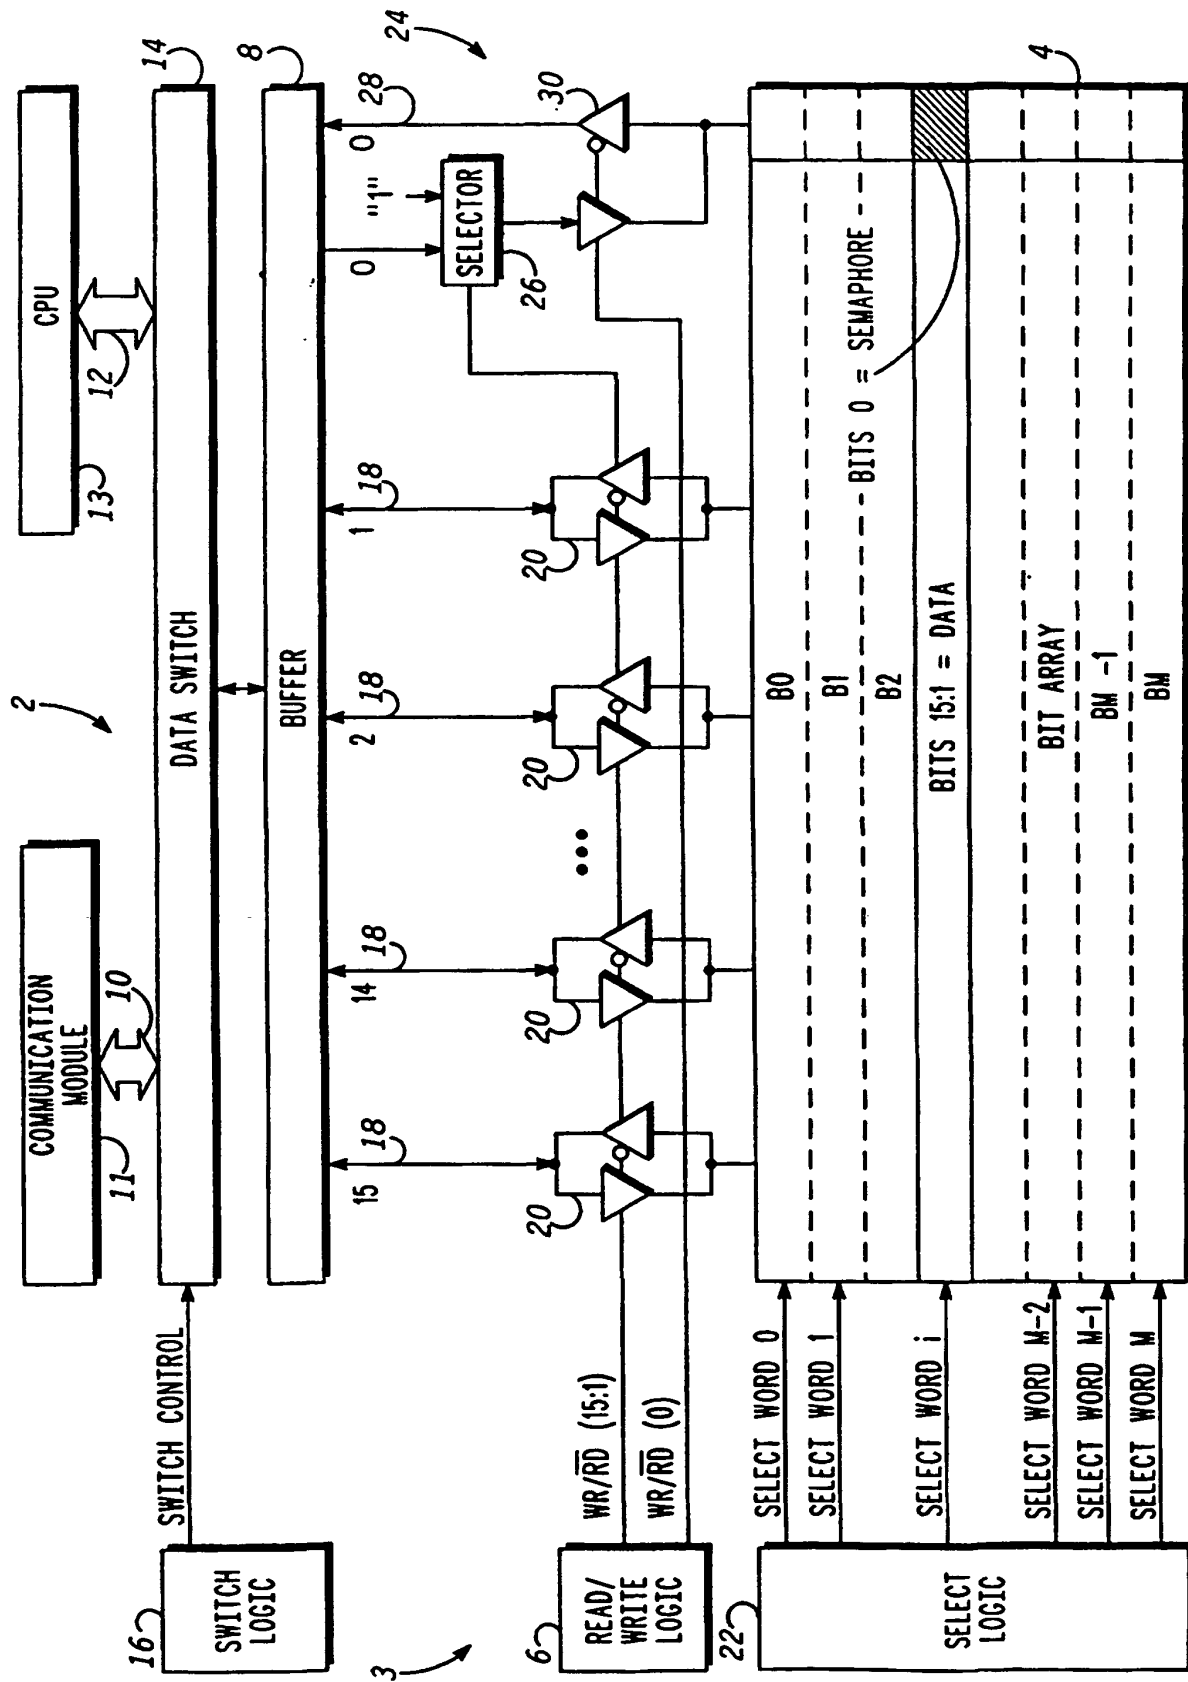 2
COMMUNICATION
MODULE
11
10
CPU
13
12
DATA SWITCH
14
SWITCH CONTROL
16
SWITCH
LOGIC
BUFFER
8
15
18
14
18
2
18
1
18
0
"1"
0
28
SELECTOR
26
24
30
20
20
...
20
20
3
6
READ/
WRITE
LOGIC
WR/R̅D̅ (15:1)
WR/R̅D̅ (0)
22
SELECT
LOGIC
SELECT WORD 0
SELECT WORD 1
SELECT WORD i
SELECT WORD M-2
SELECT WORD M-1
SELECT WORD M
B0
B1
B2
BITS 0 = SEMAPHORE
BITS 15:1 = DATA
BIT ARRAY
BM -1
BM
4